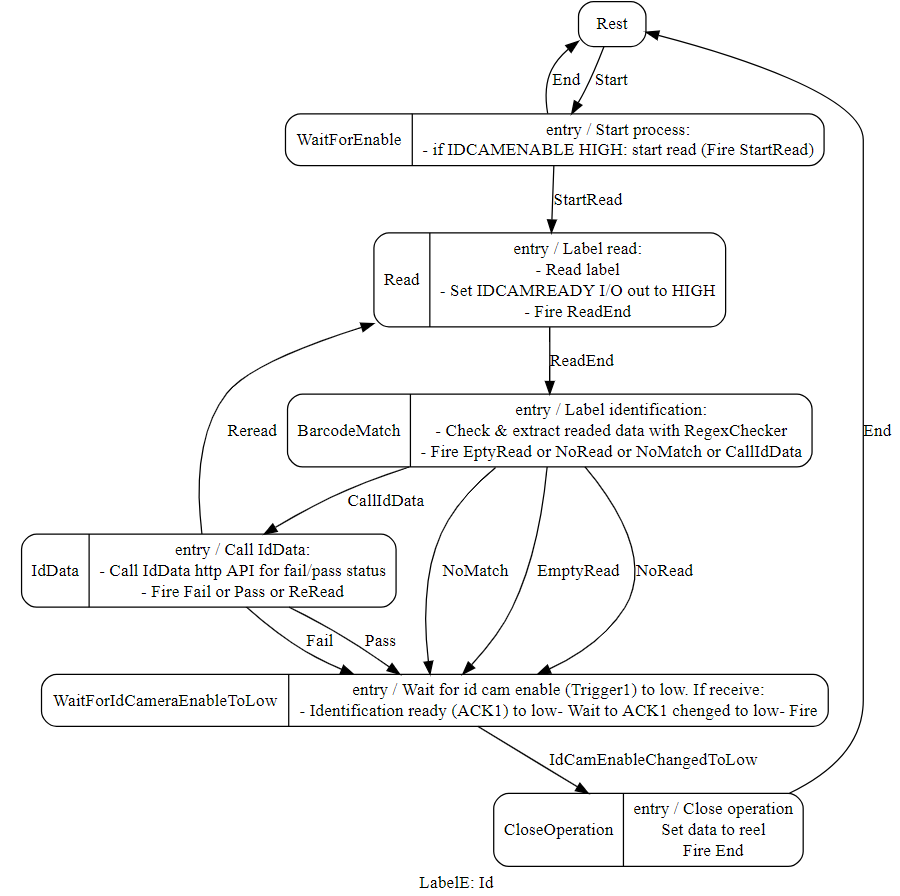 Rest
End
Start
WaitForEnable
entry / Start process:
- if IDCAMENABLE HIGH: start read (Fire StartRead)
StartRead
Read
entry / Label read:
- Read label
- Set IDCAMREADY I/O out to HIGH
- Fire ReadEnd
ReadEnd
Reread
End
BarcodeMatch
entry / Label identification:
- Check & extract readed data with RegexChecker
- Fire EptyRead or NoRead or NoMatch or CallIdData
CallIdData
IdData
entry / Call IdData:
- Call IdData http API for fail/pass status
- Fire Fail or Pass or ReRead
NoMatch
EmptyRead
NoRead
Fail
Pass
WaitForIdCameraEnableToLow
entry / Wait for id cam enable (Trigger1) to low. If receive:
- Identification ready (ACK1) to low- Wait to ACK1 chenged to low- Fire
IdCamEnableChangedToLow
CloseOperation
entry / Close operation
Set data to reel
Fire End
LabelE: Id